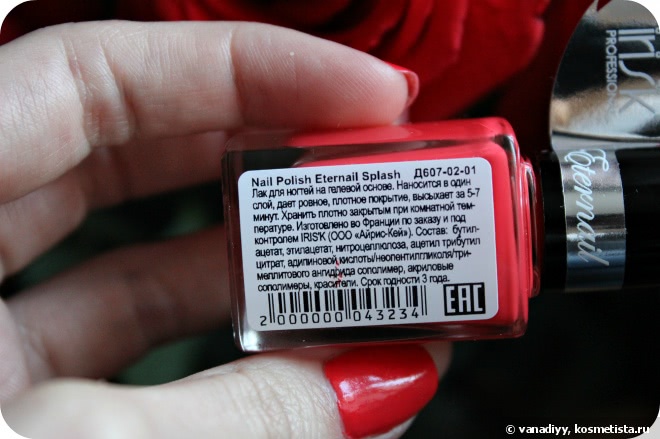 Nail Polish Eternail Splash Д607-02-01
Лак для ногтей на гелевой основе. Наносится в один
слой, дает ровное, плотное покрытие, высыхает за 5-7
минут. Хранить плотно закрытым при комнатной тем-
пературе. Изготовлено во Франции по заказу и под
контролем IRIS'K (ООО «Айрис-Кей»). Состав: бутил-
ацетат, этилацетат, нитроцеллюлоза, ацетил трибутил
цитрат, адипиновой кислоты/неопентилгликоля/три-
меллитового ангидрида сополимер, акриловые
сополимеры, красители. Срок годности 3 года.
2 000000 043234
EAC
Eternail
IRISK
PROFESSION
© vanadiyy, kosmetista.ru